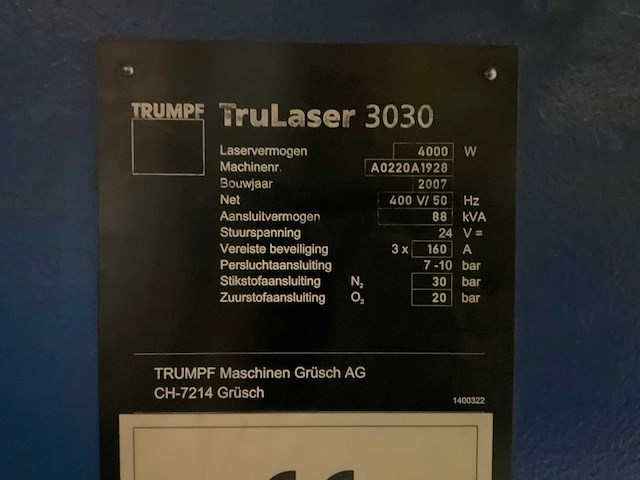 TRUMPF TruLaser 3030
Laservermogen 4000 W
Machinenr. A0220A1928
Bouwjaar 2007
Net 400 V/ 50 Hz
Aansluitvermogen 88 kVA
Stuurspanning 24 V =
Vereiste beveiliging 3 x 160 A
Persluchtaansluiting 7 -10 bar
Stikstofaansluiting N₂ 30 bar
Zuurstofaansluiting O₂ 20 bar
TRUMPF Maschinen Grüsch AG
CH-7214 Grüsch
1400322